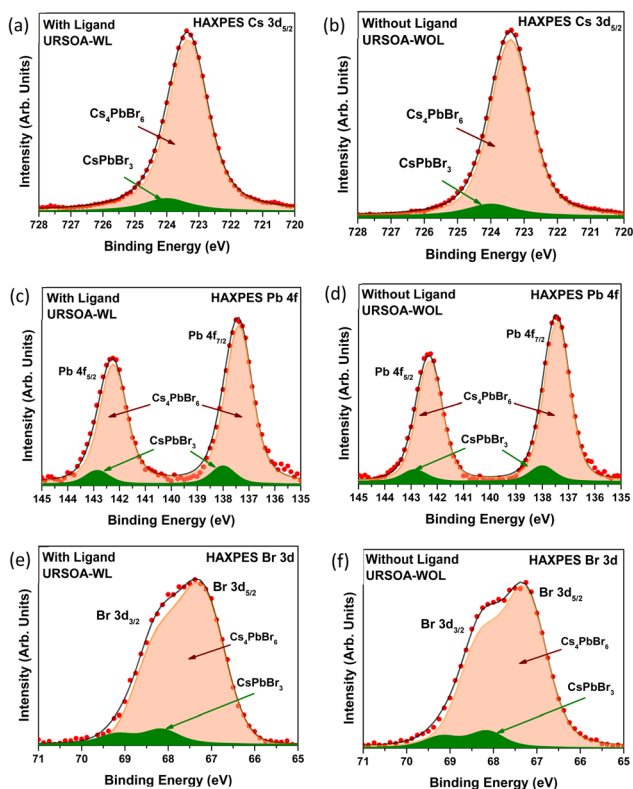 (a)
With Ligand HAXPES Cs 3d5/2
URSOA-WL
Cs4PbBr6
CsPbBr3
Intensity (Arb. Units)
728 727 726 725 724 723 722 721 720
Binding Energy (eV)
(b)
Without Ligand HAXPES Cs 3d5/2
URSOA-WOL
Cs4PbBr6
CsPbBr3
Intensity (Arb. Units)
728 727 726 725 724 723 722 721 720
Binding Energy (eV)
(c)
With Ligand HAXPES Pb 4f
URSOA-WL
Pb 4f7/2
Pb 4f5/2
Cs4PbBr6
CsPbBr3
Intensity (Arb. Units)
145 144 143 142 141 140 139 138 137 136 135
Binding Energy (eV)
(d)
Without Ligand HAXPES Pb 4f
URSOA-WOL
Pb 4f7/2
Pb 4f5/2
Cs4PbBr6
CsPbBr3
Intensity (Arb. Units)
145 144 143 142 141 140 139 138 137 136 135
Binding Energy (eV)
(e)
With Ligand HAXPES Br 3d
URSOA-WL
Br 3d5/2
Br 3d3/2
Cs4PbBr6
CsPbBr3
Intensity (Arb. Units)
71 70 69 68 67 66 65
Binding Energy (eV)
(f)
Without Ligand HAXPES Br 3d
URSOA-WOL
Br 3d5/2
Br 3d3/2
Cs4PbBr6
CsPbBr3
Intensity (Arb. Units)
71 70 69 68 67 66 65
Binding Energy (eV)